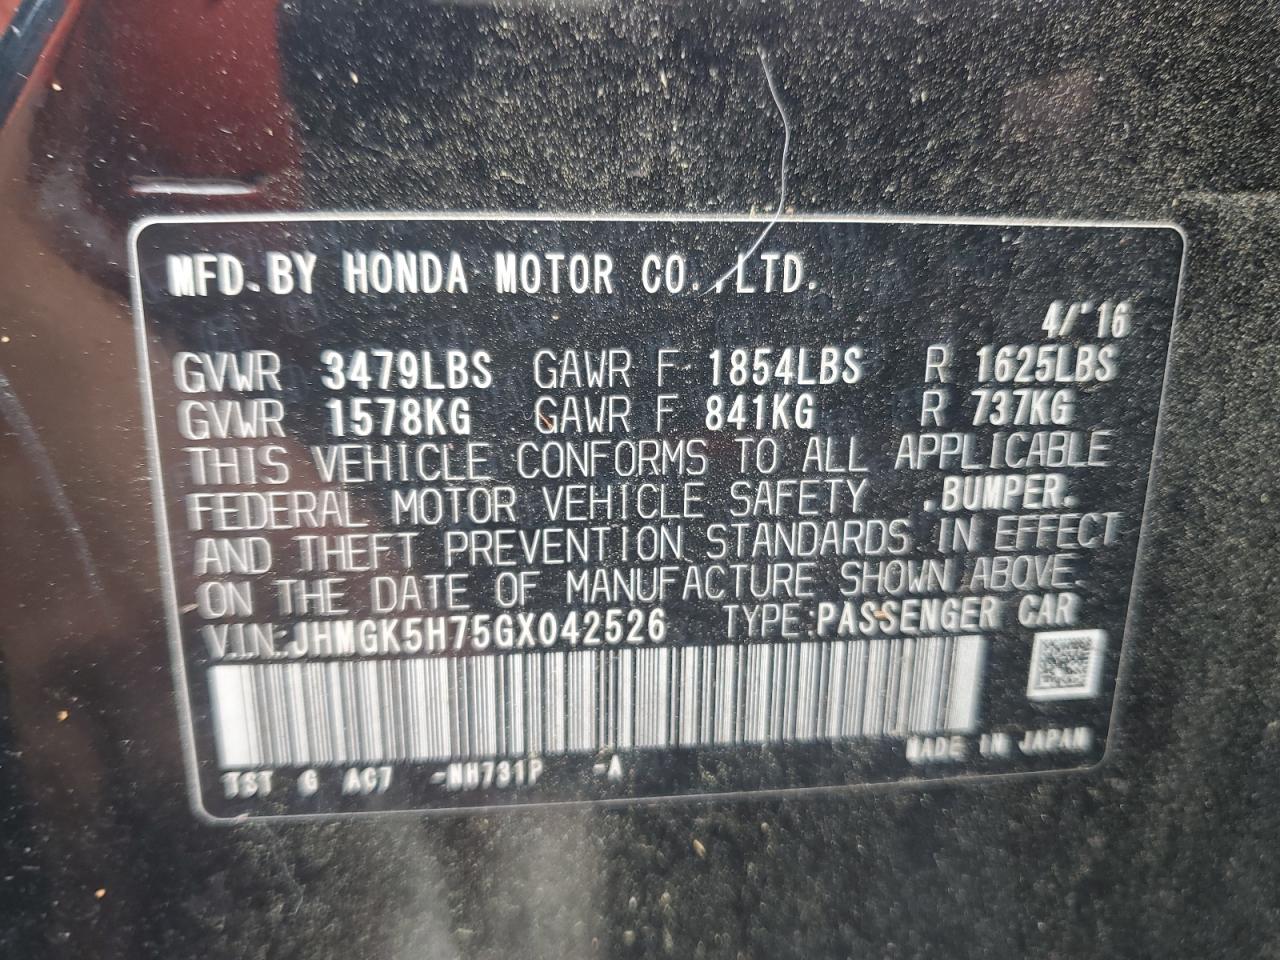 MFD.BY HONDA MOTOR CO.,LTD.
4/'16
GVWR 3479LBS GAWR F 1854LBS R 1625LBS
GVWR 1578KG GAWR F 841KG R 737KG
THIS VEHICLE CONFORMS TO ALL APPLICABLE
FEDERAL MOTOR VEHICLE SAFETY .BUMPER.
AND THEFT PREVENTION STANDARDS IN EFFECT
ON THE DATE OF MANUFACTURE SHOWN ABOVE.
V.I.N.:JHMGK5H75GX042526 TYPE:PASSENGER CAR
MADE IN JAPAN
TST G AC7 -NH731P -A